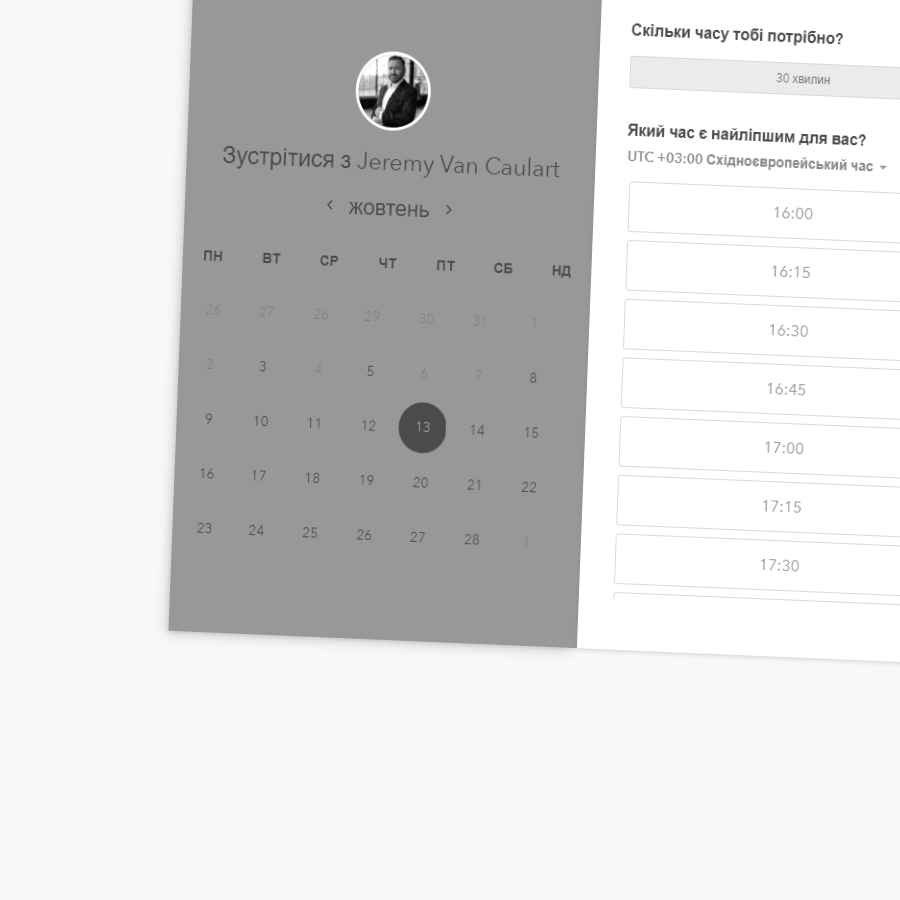 Зустрітися з Jeremy Van Caulart
жовтень
ПН ВТ СР ЧТ ПТ СБ НД
26 27 28 29 30 31 1
2 3 4 5 6 7 8
9 10 11 12 13 14 15
16 17 18 19 20 21 22
23 24 25 26 27 28 1
Скільки часу тобі потрібно?
30 хвилин
Який час є найліпшим для вас?
UTC +03:00 Східноєвропейський час
16:00
16:15
16:30
16:45
17:00
17:15
17:30